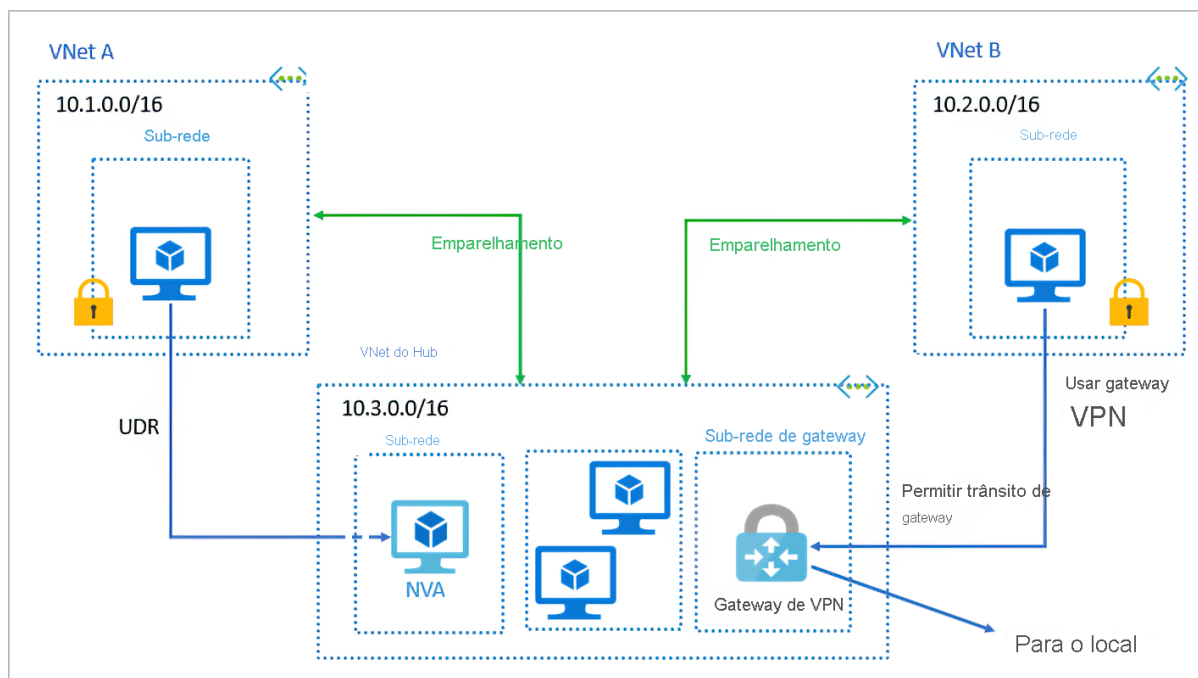 VNet A
VNet B
10.1.0.0/16
10.2.0.0/16
Sub-rede
Sub-rede
Emparelhamento
Emparelhamento
VNet do Hub
Usar gateway
VPN
10.3.0.0/16
UDR
Sub-rede
Sub-rede de gateway
Permitir trânsito de
gateway
NVA
Gateway de VPN
Para o local